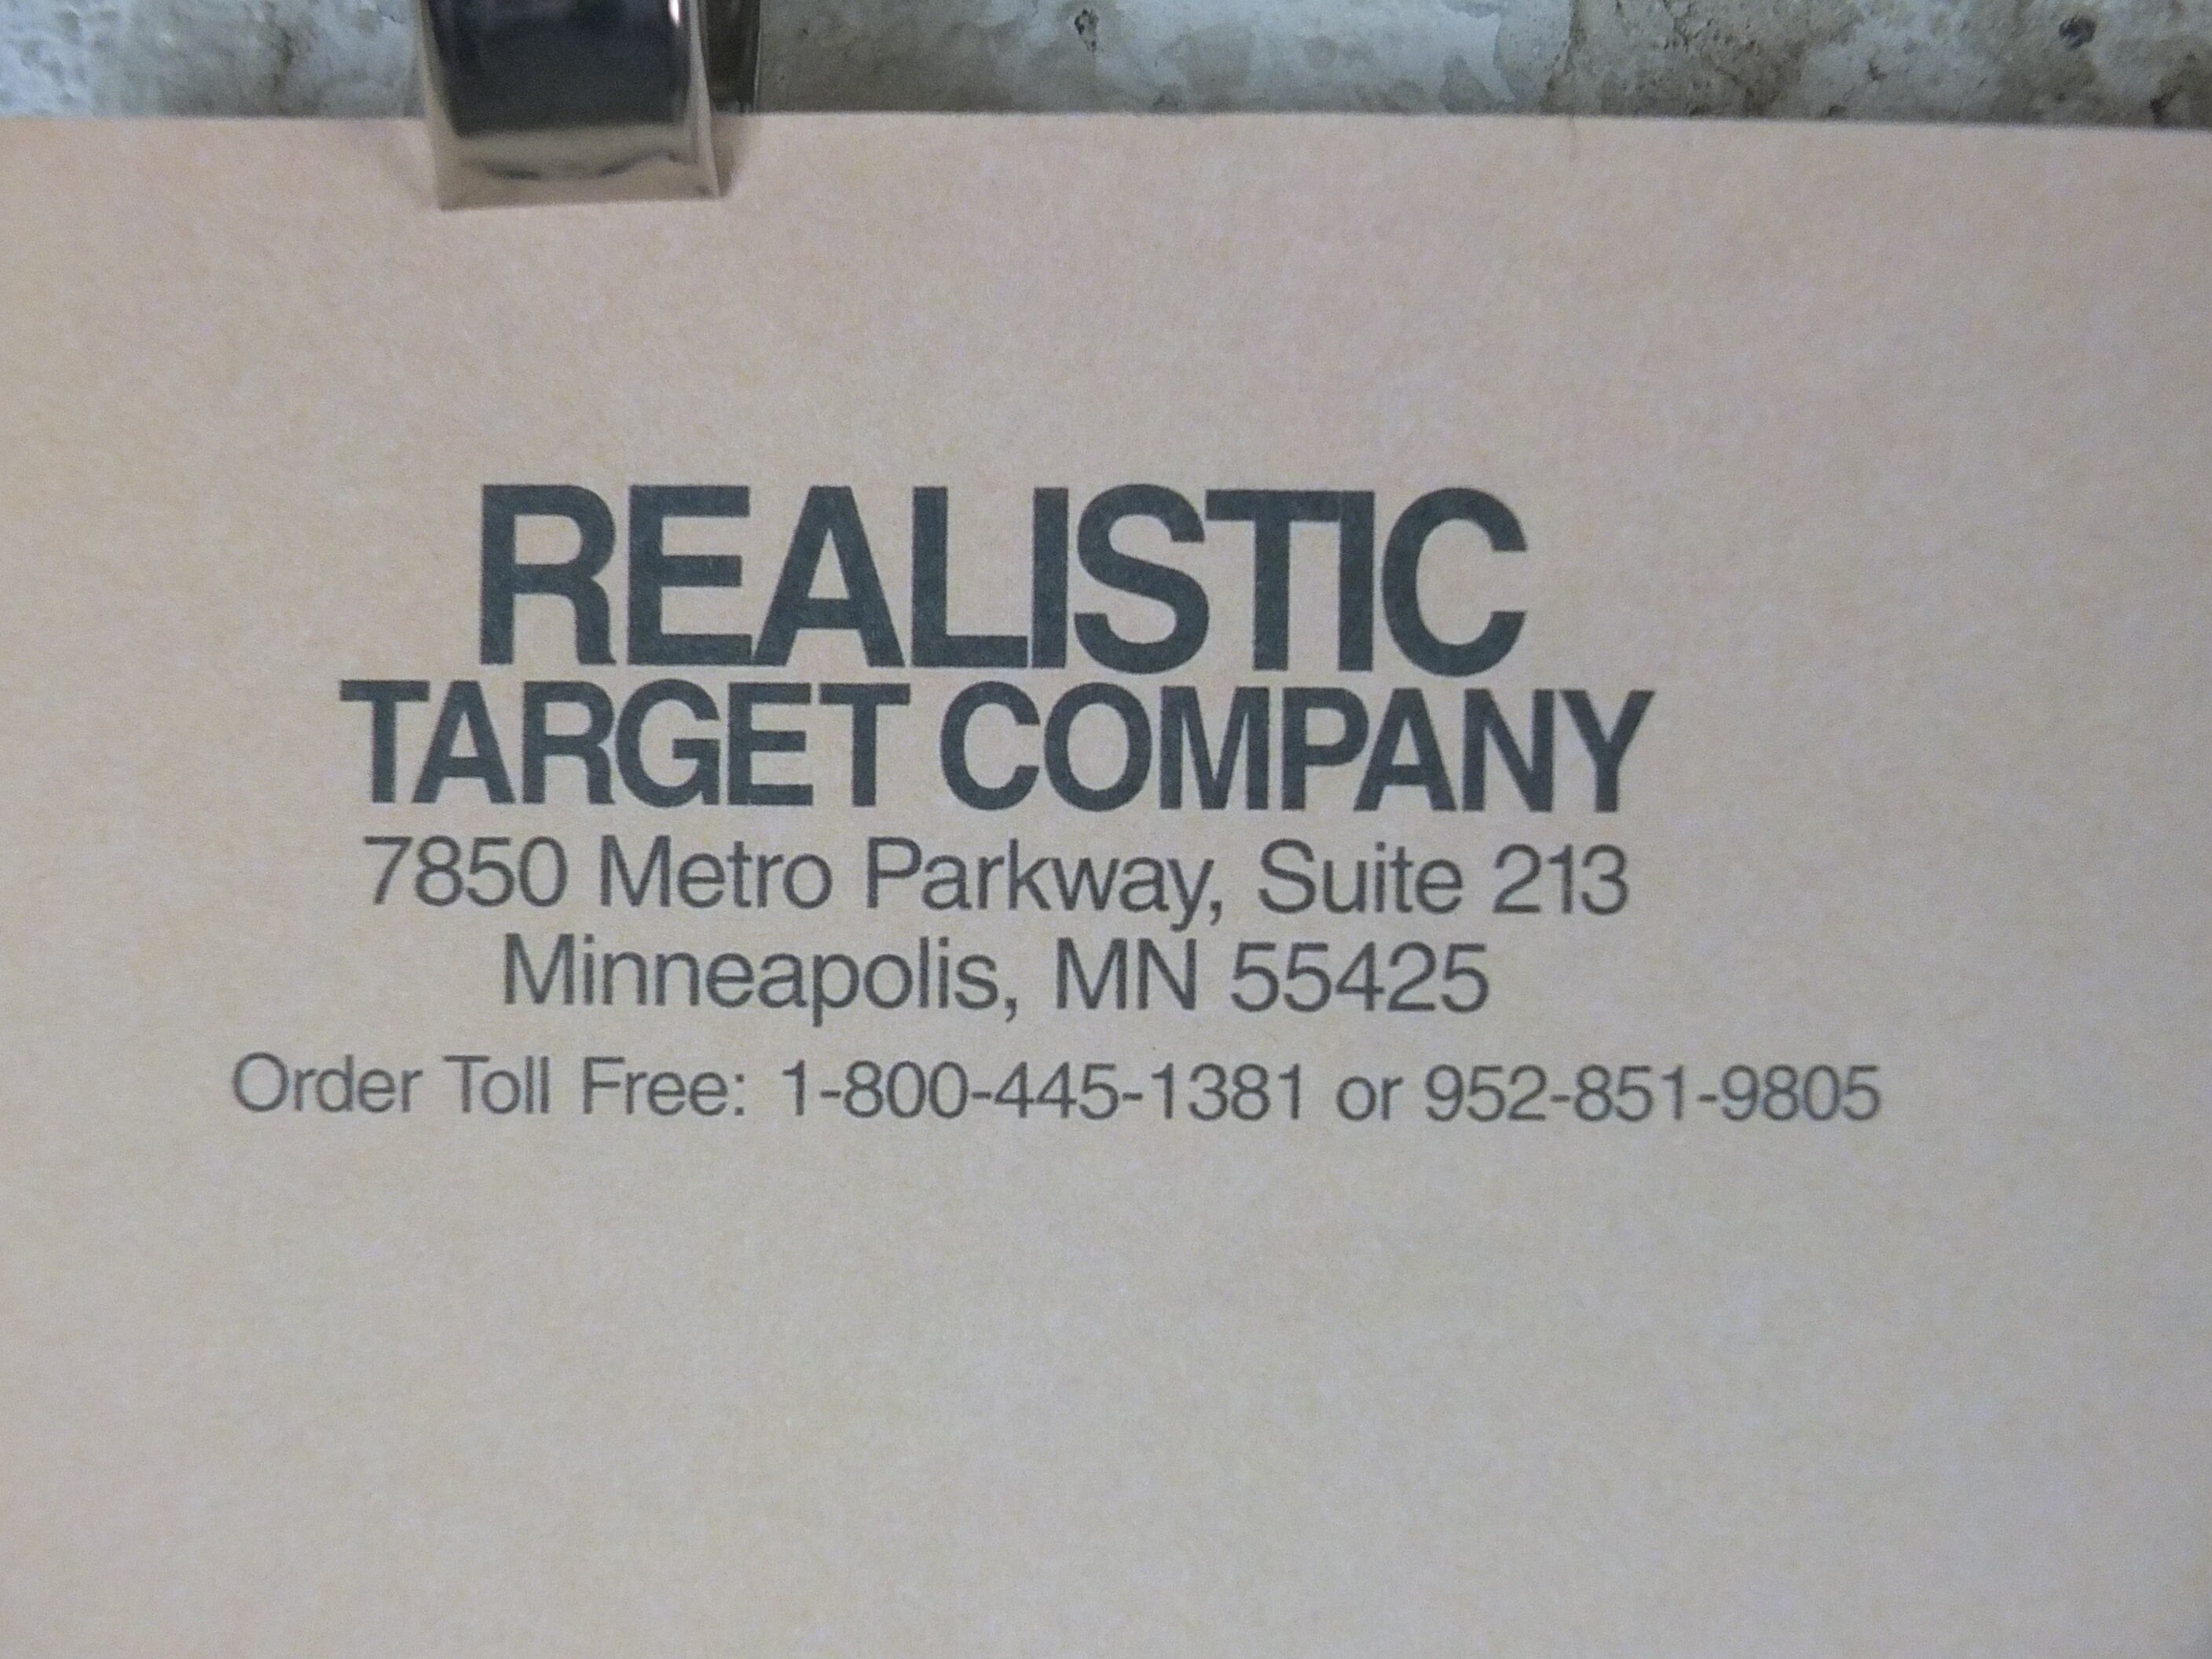 REALISTIC
TARGET COMPANY
7850 Metro Parkway, Suite 213
Minneapolis, MN 55425
Order Toll Free: 1-800-445-1381 or 952-851-9805